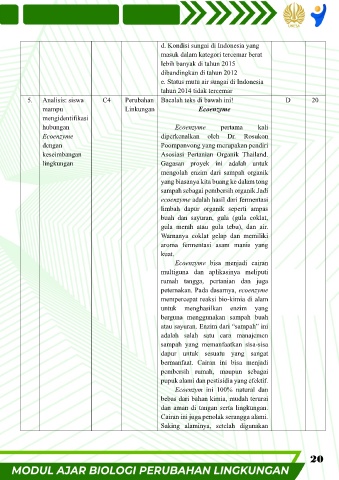 d. Kondisi sungai di Indonesia yang
masuk dalam kategori tercemar berat
lebih banyak di tahun 2015
dibandingkan di tahun 2012
e. Status mutu air sungai di Indonesia
tahun 2014 tidak tercemar
5. Analisis: siswa C4 Perubahan Bacalah teks di bawah ini! D 20
mampu Linkungan Ecoenzyme
mengidentifikasi
hubungan Ecoenzyme pertama kali
Ecoenzyme diperkenalkan oleh Dr. Rosukon
dengan Poompanvong yang merupakan pendiri
keseimbangan Asosiasi Pertanian Organik Thailand.
lingkungan Gagasan proyek ini adalah untuk
mengolah enzim dari sampah organik
yang biasanya kita buang ke dalam tong
sampah sebagai pembersih organik.Jadi
ecoenzyme adalah hasil dari fermentasi
limbah dapur organik seperti ampas
buah dan sayuran, gula (gula coklat,
gula merah atau gula tebu), dan air.
Warnanya coklat gelap dan memiliki
aroma fermentasi asam manis yang
kuat.
Ecoenzyme bisa menjadi cairan
multiguna dan aplikasinya meliputi
rumah tangga, pertanian dan juga
peternakan. Pada dasarnya, ecoenzyme
mempercepat reaksi bio-kimia di alam
untuk menghasilkan enzim yang
berguna menggunakan sampah buah
atau sayuran. Enzim dari “sampah” ini
adalah salah satu cara manajemen
sampah yang memanfaatkan sisa-sisa
dapur untuk sesuatu yang sangat
bermanfaat. Cairan ini bisa menjadi
pembersih rumah, maupun sebagai
pupuk alami dan pestisida yang efektif.
Ecoenzym ini 100% natural dan
bebas dari bahan kimia, mudah terurai
dan aman di tangan serta lingkungan.
Cairan ini juga penolak serangga alami.
Saking alaminya, setelah digunakan
20
MODUL AJAR BIOLOGI PERUBAHAN LINGKUNGAN